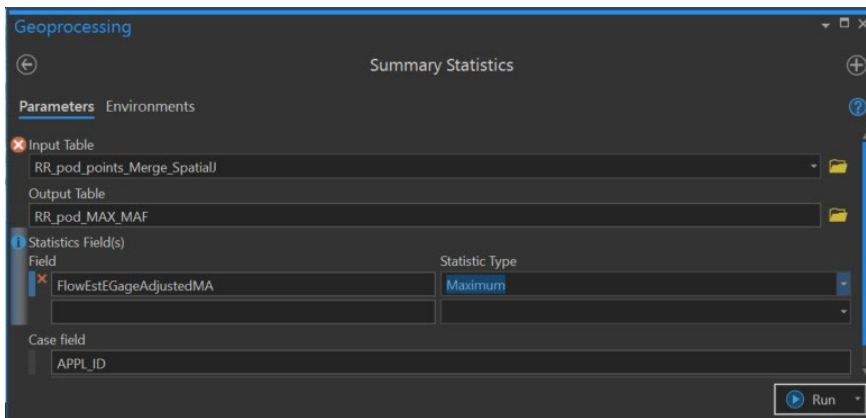 Geoprocessing
Summary Statistics
Parameters Environments
Input Table
RR_pod_points_Merge_SpatialJ
Output Table
RR_pod_MAX_MAF
Statistics Field(s)
Field Statistic Type
FlowEstEGageAdjustedMA Maximum
Case field
APPL_ID
Run